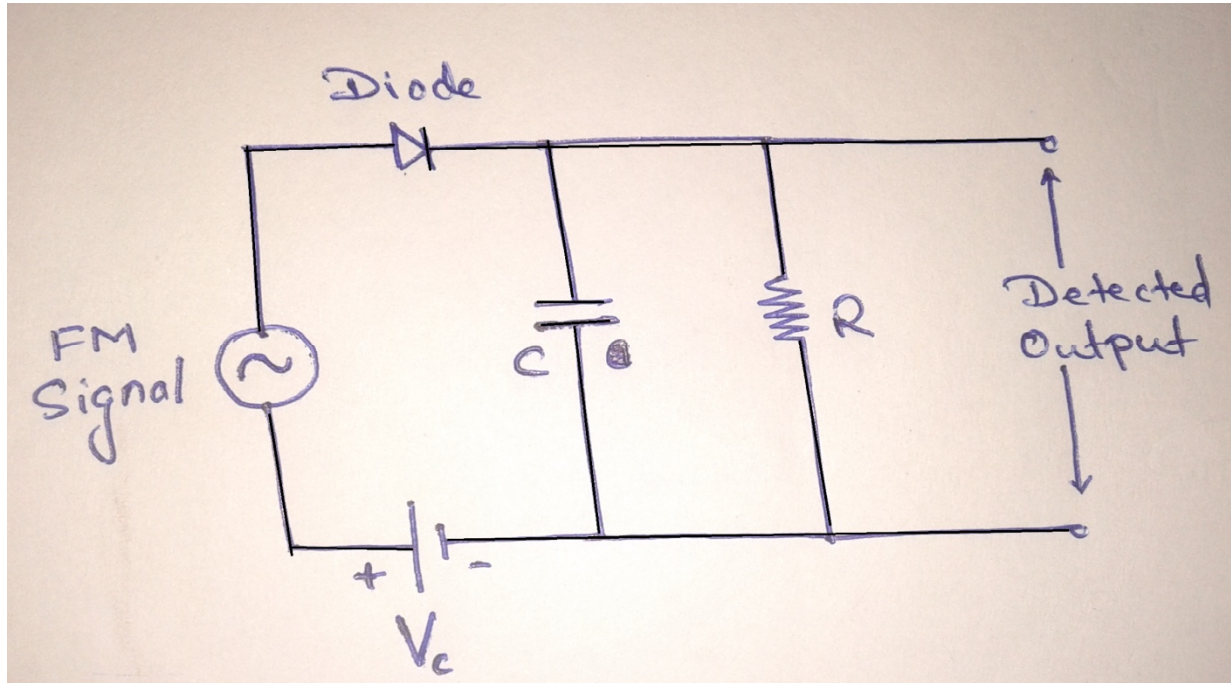 Diode
FM
Signal
C
R
Detected
Output
+
-
Vc